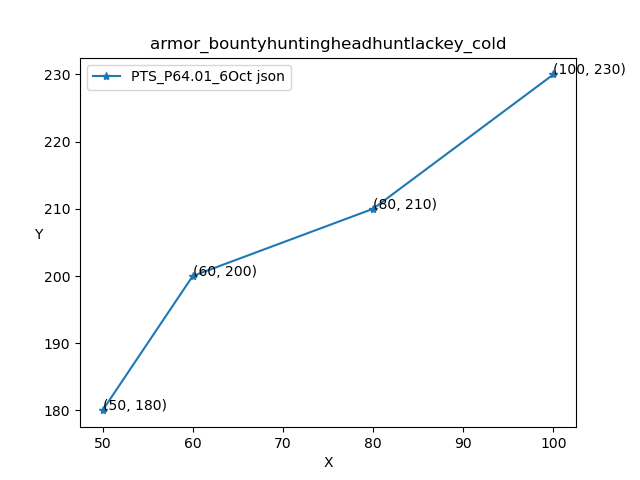 armor_bountyhuntingheadhuntlackey_cold
PTS_P64.01_6Oct json
230
(100, 230)
220
210
(80, 210)
Y
200
(60, 200)
190
180
(50, 180)
50 60 70 80 90 100
X